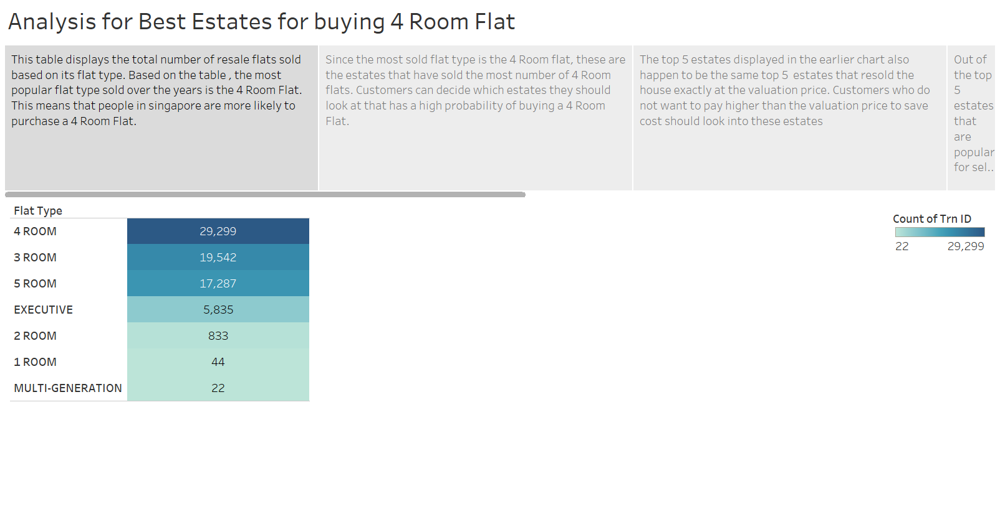 Analysis for Best Estates for buying 4 Room Flat
This table displays the total number of resale flats sold
based on its flat type. Based on the table , the most
popular flat type sold over the years is the 4 Room Flat.
This means that people in singapore are more likely to
purchase a 4 Room Flat.
Since the most sold flat type is the 4 Room flat, these are
the estates that have sold the most number of 4 Room
flats. Customers can decide which estates they should
look at that has a high probability of buying a 4 Room
Flat.
The top 5 estates displayed in the earlier chart also
happen to be the same top 5  estates that resold the
house exactly at the valuation price. Customers who do
not want to pay higher than the valuation price to save
cost should look into these estates
Out of
the top
5
estates
that
are
popular
for sel..
Flat Type
4 ROOM 29,299
3 ROOM 19,542
5 ROOM 17,287
EXECUTIVE 5,835
2 ROOM 833
1 ROOM 44
MULTI-GENERATION 22
Count of Trn ID
22 29,299